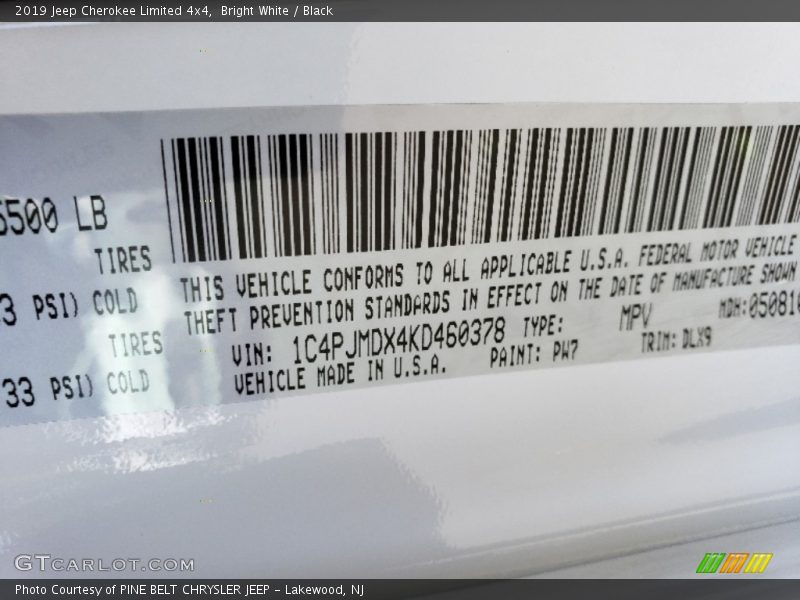 2019 Jeep Cherokee Limited 4x4, Bright White / Black
6500 LB
TIRES
3 PSI) COLD
TIRES
33 PSI) COLD
THIS VEHICLE CONFORMS TO ALL APPLICABLE U.S.A. FEDERAL MOTOR VEHICLE
THEFT PREVENTION STANDARDS IN EFFECT ON THE DATE OF MANUFACTURE SHOWN
VIN: 1C4PJMDX4KD460378 TYPE: MPV MDH:050816
VEHICLE MADE IN U.S.A. PAINT: PW7 TRIM: DLX9
GTCARLOT.COM
Photo Courtesy of PINE BELT CHRYSLER JEEP - Lakewood, NJ